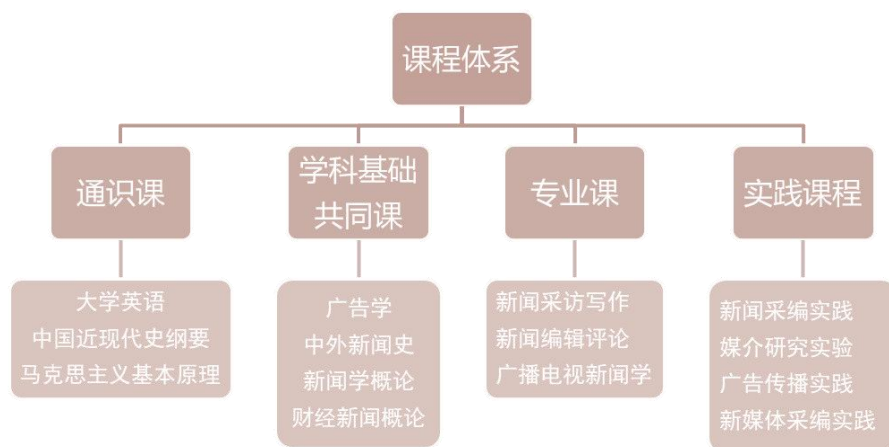 课程体系
通识课
学科基础
共同课
专业课
实践课程
大学英语
中国近现代史纲要
马克思主义基本原理
广告学
中外新闻史
新闻学概论
财经新闻概论
新闻采访写作
新闻编辑评论
广播电视新闻学
新闻采编实践
媒介研究实验
广告传播实践
新媒体采编实践